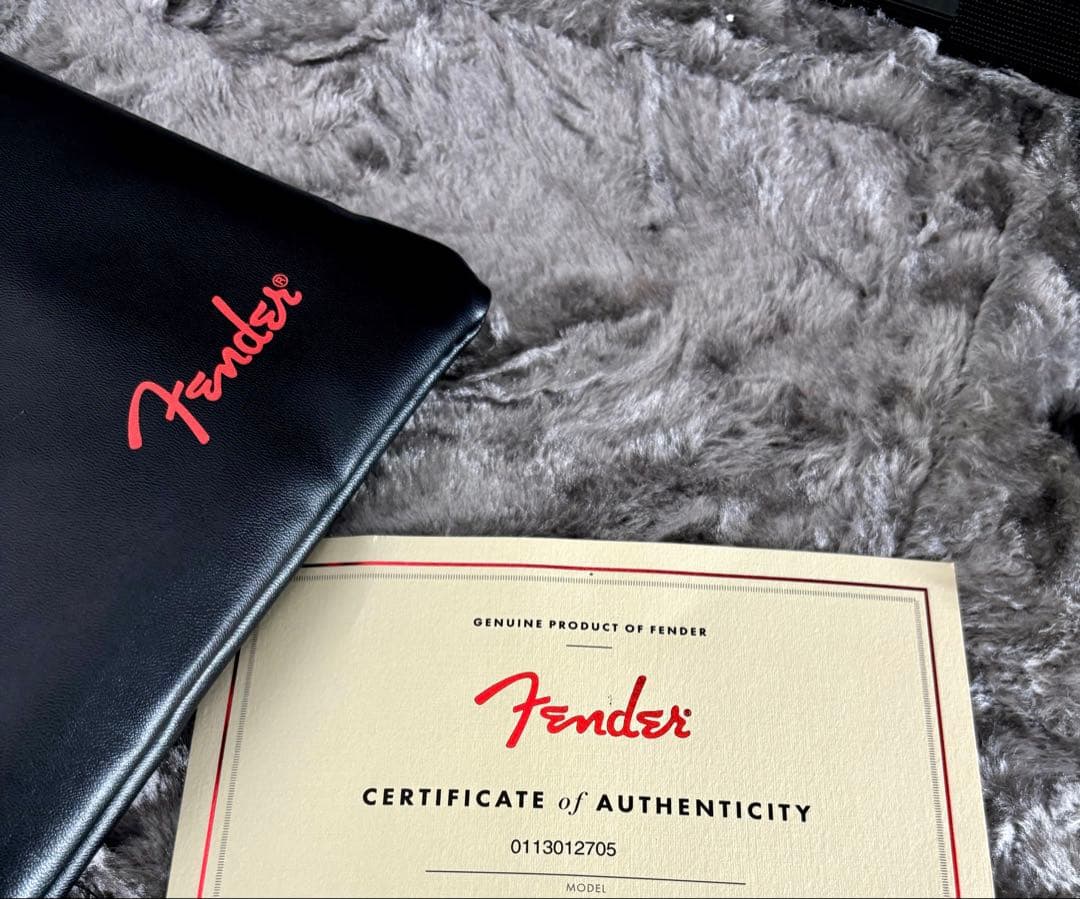 Fender®
GENUINE PRODUCT OF FENDER
Fender®
CERTIFICATE of AUTHENTICITY
0113012705
MODEL